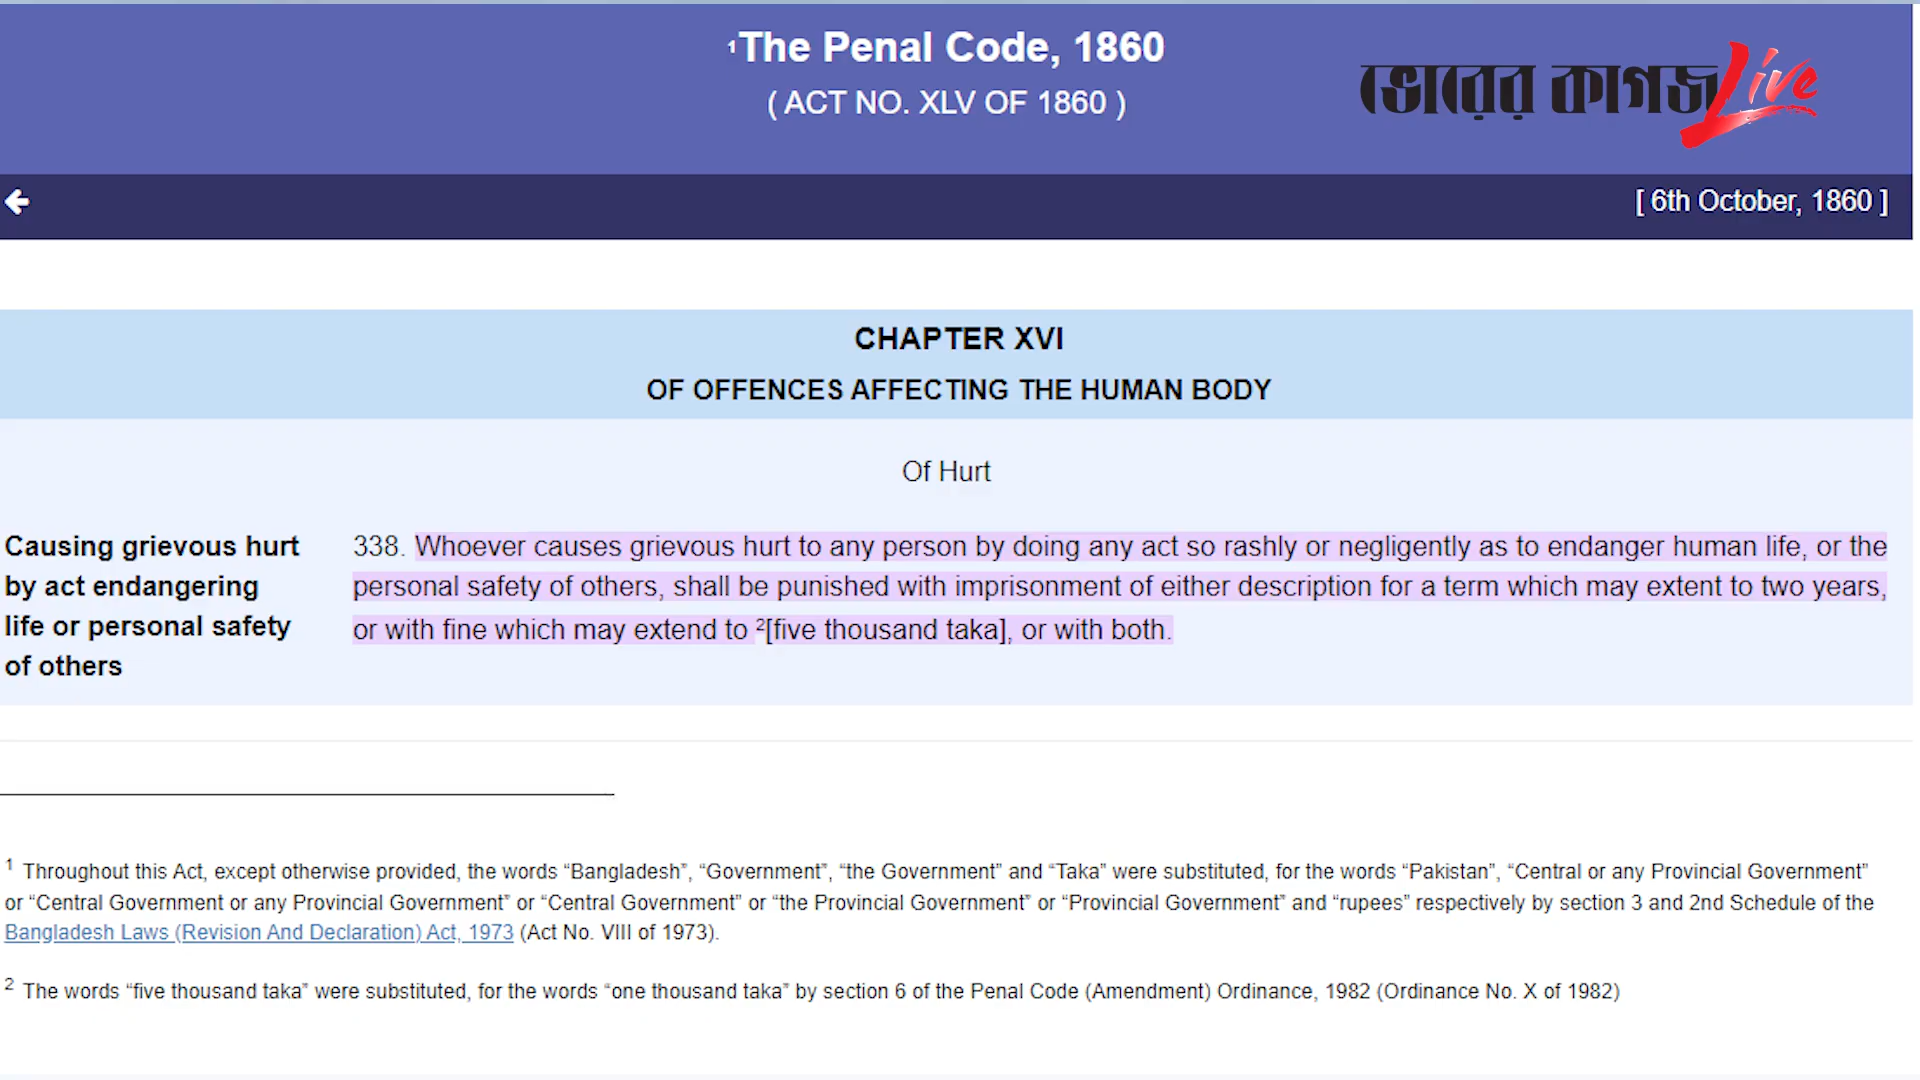 ¹The Penal Code, 1860
( ACT NO. XLV OF 1860 )
ভোরের কাগজ Live
[ 6th October, 1860 ]
CHAPTER XVI
OF OFFENCES AFFECTING THE HUMAN BODY
Of Hurt
Causing grievous hurt
by act endangering
life or personal safety
of others
338. Whoever causes grievous hurt to any person by doing any act so rashly or negligently as to endanger human life, or the
personal safety of others, shall be punished with imprisonment of either description for a term which may extent to two years,
or with fine which may extend to ²[five thousand taka], or with both.
¹ Throughout this Act, except otherwise provided, the words “Bangladesh”, “Government”, “the Government” and “Taka” were substituted, for the words “Pakistan”, “Central or any Provincial Government”
or “Central Government or any Provincial Government” or “Central Government” or “the Provincial Government” or “Provincial Government” and “rupees” respectively by section 3 and 2nd Schedule of the
Bangladesh Laws (Revision And Declaration) Act, 1973 (Act No. VIII of 1973).
² The words “five thousand taka” were substituted, for the words “one thousand taka” by section 6 of the Penal Code (Amendment) Ordinance, 1982 (Ordinance No. X of 1982)